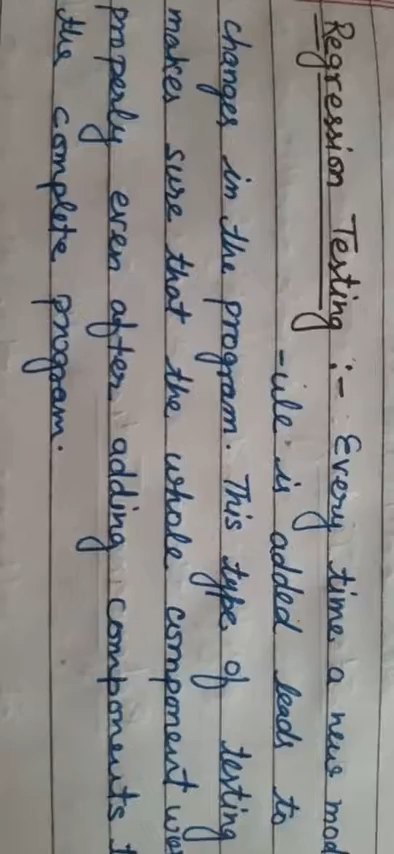 Regression Testing :- Every time a new mod
-ule is added leads to
changes in the program. This type of testing
makes sure that the whole component wor
properly even after adding components t
the complete program.